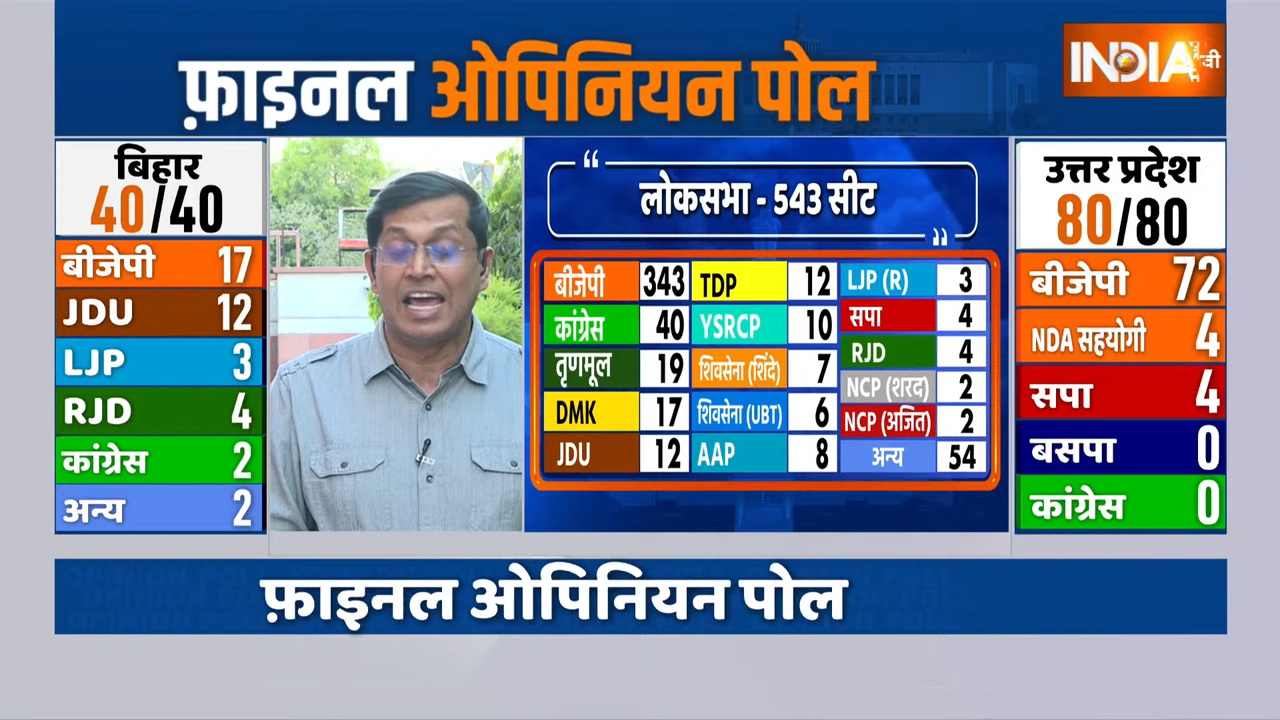 फ़ाइनल ओपिनियन पोल
INDIA टीवी
बिहार
40/40
बीजेपी 17
JDU 12
LJP 3
RJD 4
कांग्रेस 2
अन्य 2
लोकसभा - 543 सीट
बीजेपी 343 TDP 12 LJP (R) 3
कांग्रेस 40 YSRCP 10 सपा 4
तृणमूल 19 शिवसेना (शिंदे) 7 RJD 4
DMK 17 शिवसेना (UBT) 6 NCP (शरद) 2
JDU 12 AAP 8 NCP (अजित) 2
अन्य 54
उत्तर प्रदेश
80/80
बीजेपी 72
NDA सहयोगी 4
सपा 4
बसपा 0
कांग्रेस 0
फ़ाइनल ओपिनियन पोल